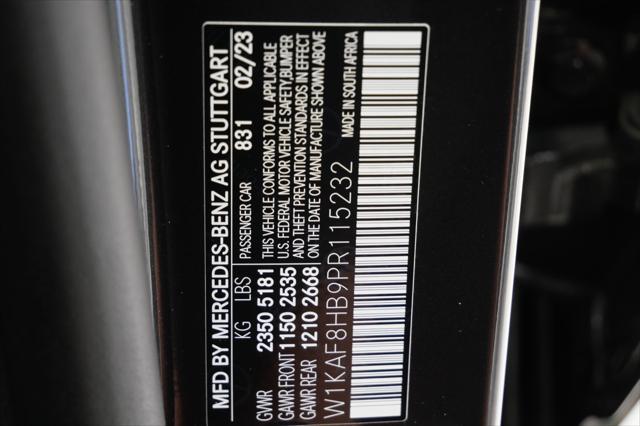 MFD BY MERCEDES-BENZ AG STUTTGART
KG LBS PASSENGER CAR 831 02/23
GVWR 2350 5181 THIS VEHICLE CONFORMS TO ALL APPLICABLE
GAWR FRONT 1150 2535 U.S. FEDERAL MOTOR VEHICLE SAFETY,BUMPER
AND THEFT PREVENTION STANDARDS IN EFFECT
GAWR REAR 1210 2668 ON THE DATE OF MANUFACTURE SHOWN ABOVE
W1KAF8HB9PR115232 MADE IN SOUTH AFRICA